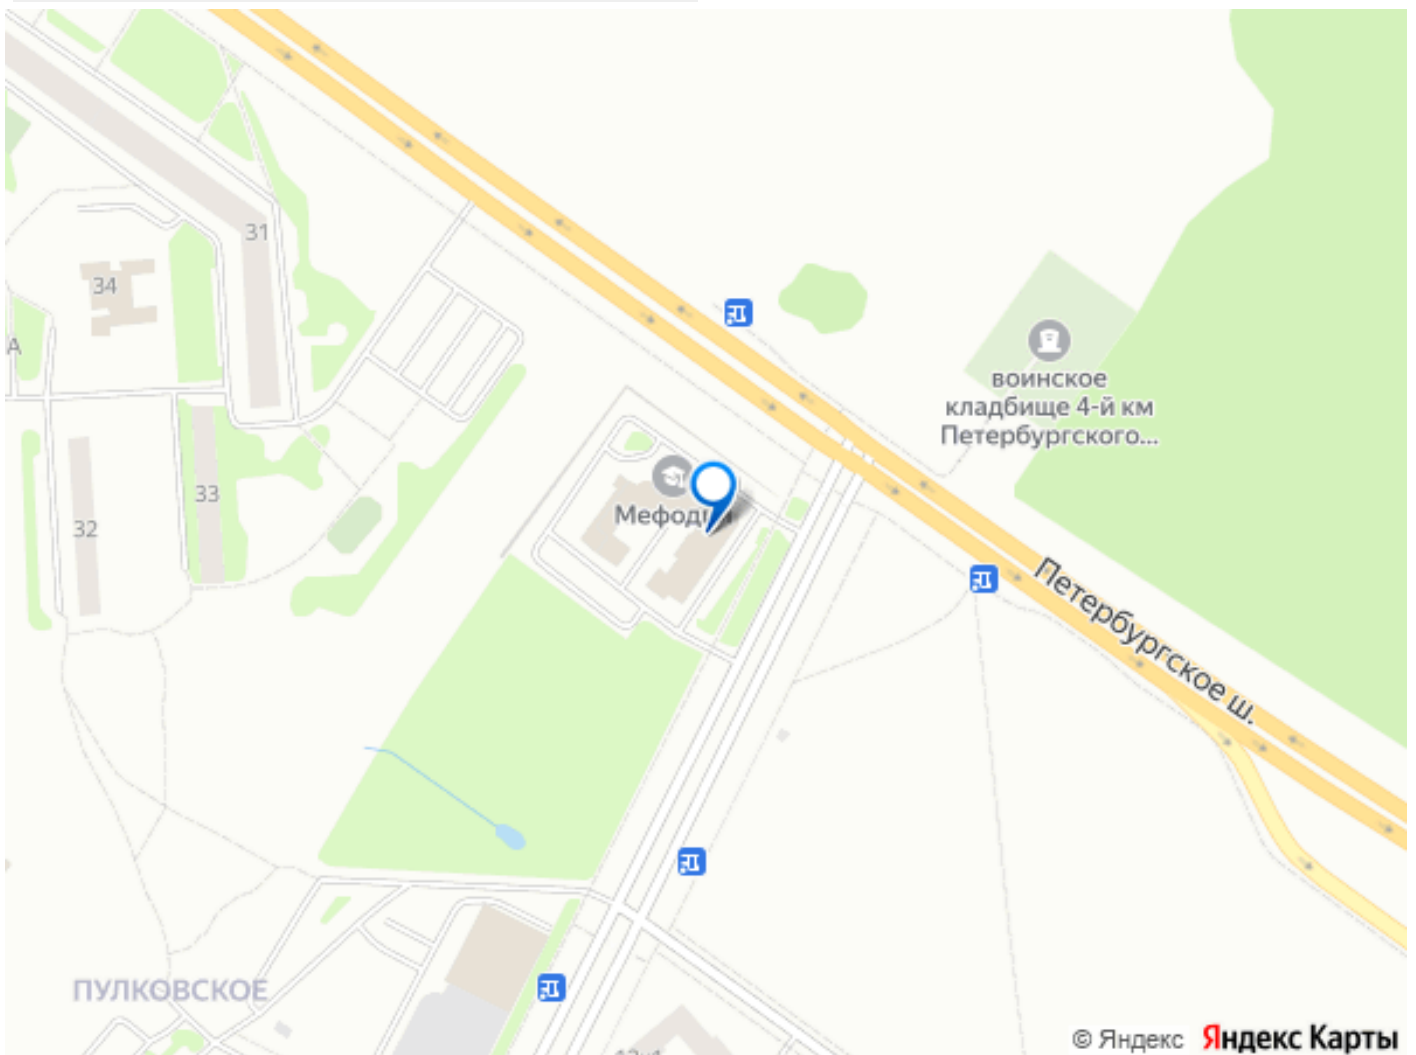 31
34
А
воинское
кладбище 4-й км
Петербургского...
33
32
Петербургское ш.
ПУЛКОВСКОЕ
© Яндекс Яндекс Карты